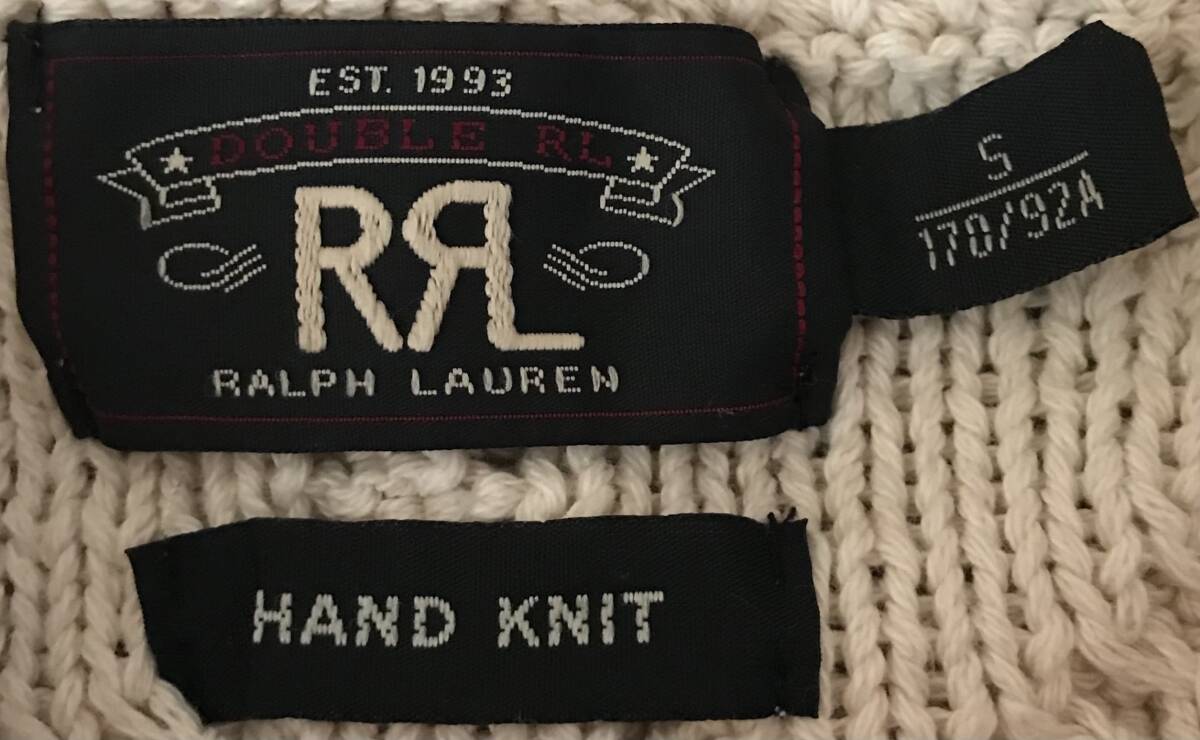 EST. 1993
DOUBLE RL
RRL
RALPH LAUREN
S
170/92A
HAND KNIT